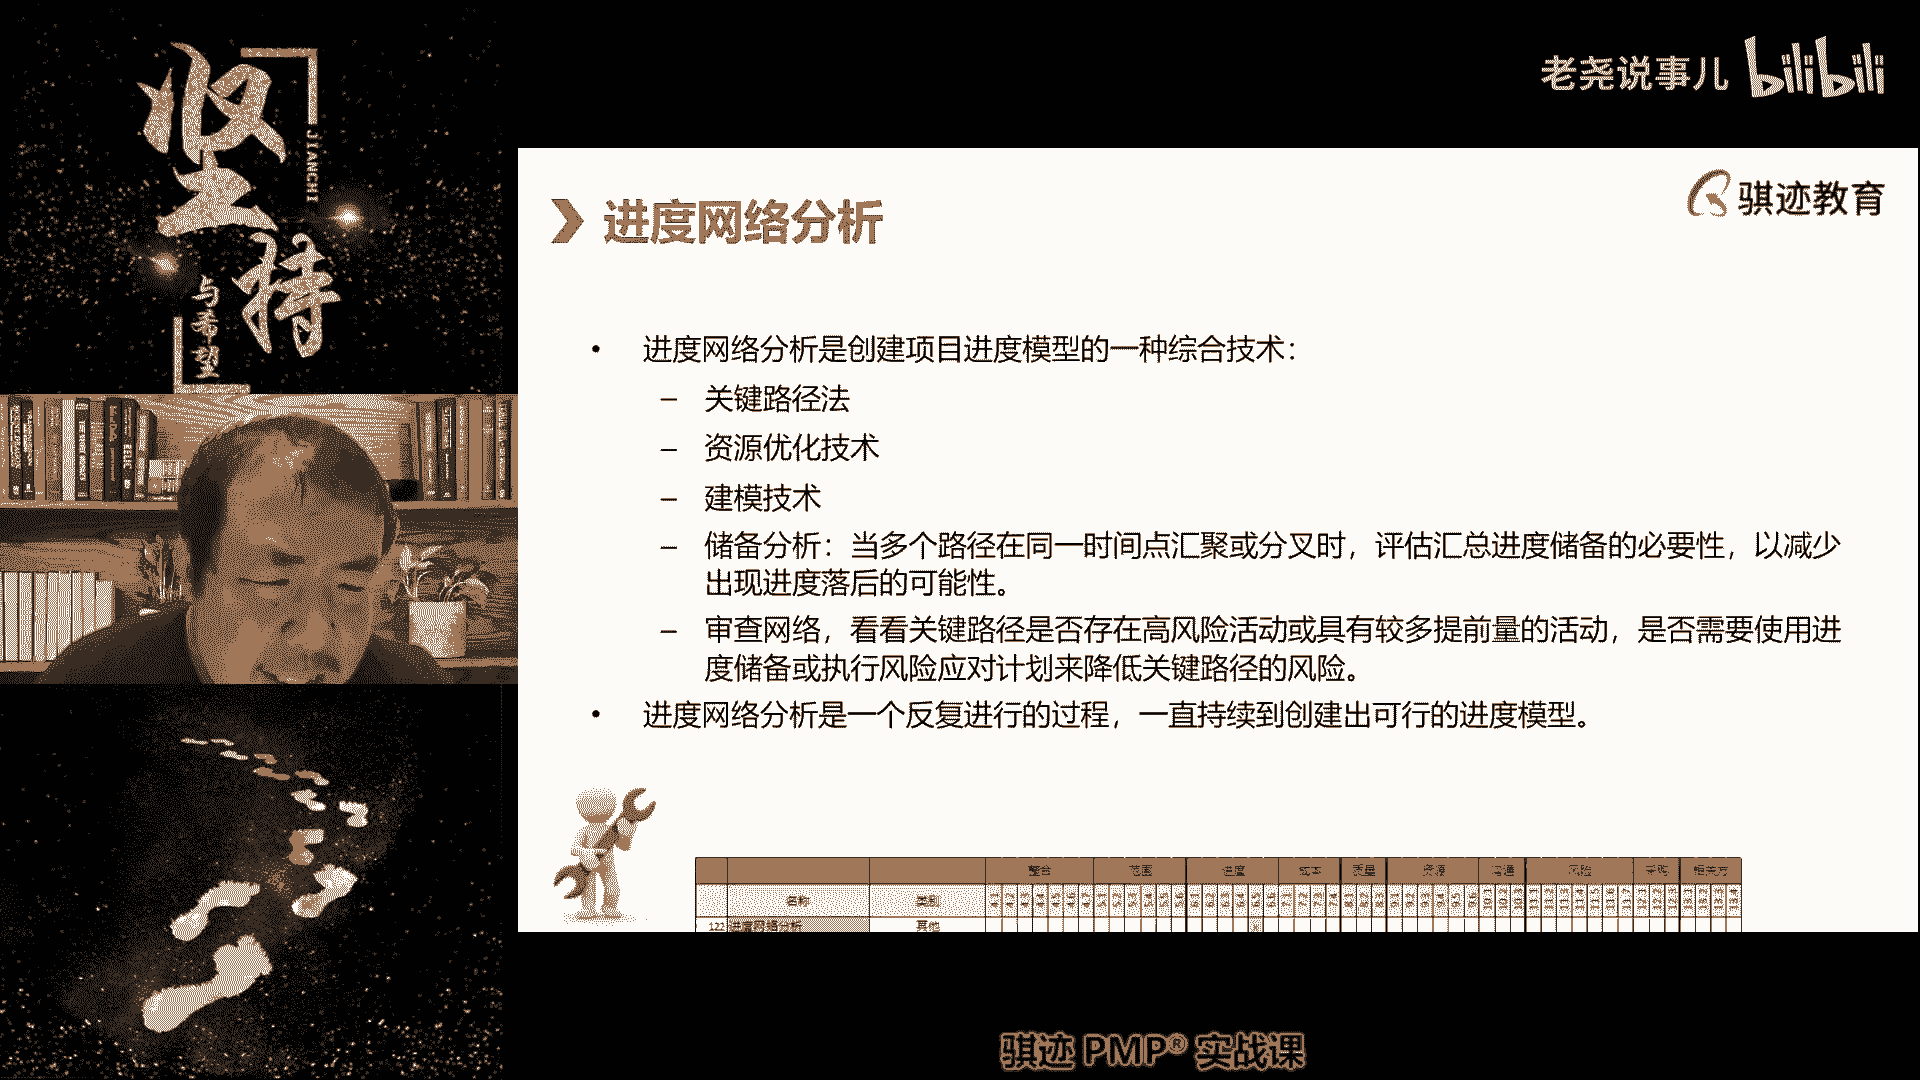 坚持
JIANCHI
与希望
老尧说事儿 bilibili
骐迹教育
进度网络分析
• 进度网络分析是创建项目进度模型的一种综合技术：
– 关键路径法
– 资源优化技术
– 建模技术
– 储备分析：当多个路径在同一时间点汇聚或分叉时，评估汇总进度储备的必要性，以减少
出现进度落后的可能性。
– 审查网络，看看关键路径是否存在高风险活动或具有较多提前量的活动，是否需要使用进
度储备或执行风险应对计划来降低关键路径的风险。
• 进度网络分析是一个反复进行的过程，一直持续到创建出可行的进度模型。
整合 范围 进度 成本 质量 资源 沟通 风险 采购 相关方
名称 类别
122 进度网络分析 其他
骐迹 PMP® 实战课